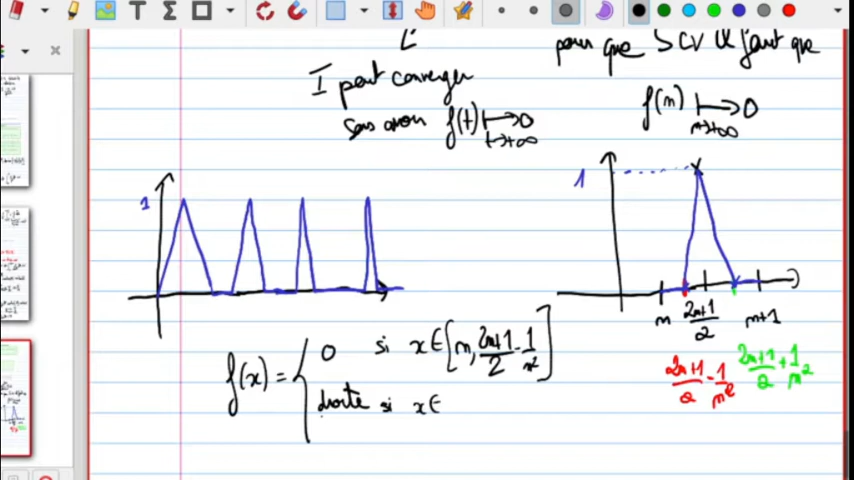 I peut converger
sans avoir f(t) ↦ 0
t→+∞
pour que S CV il faut que
f(n) ↦ 0
n→+∞
1
1
n
2n+1/2
n+1
2n+1/2 - 1/n²
2n+1/2 + 1/n²
f(x) = { 0 si x ∈ [n, 2n+1/2 - 1/n²]
droite si x ∈